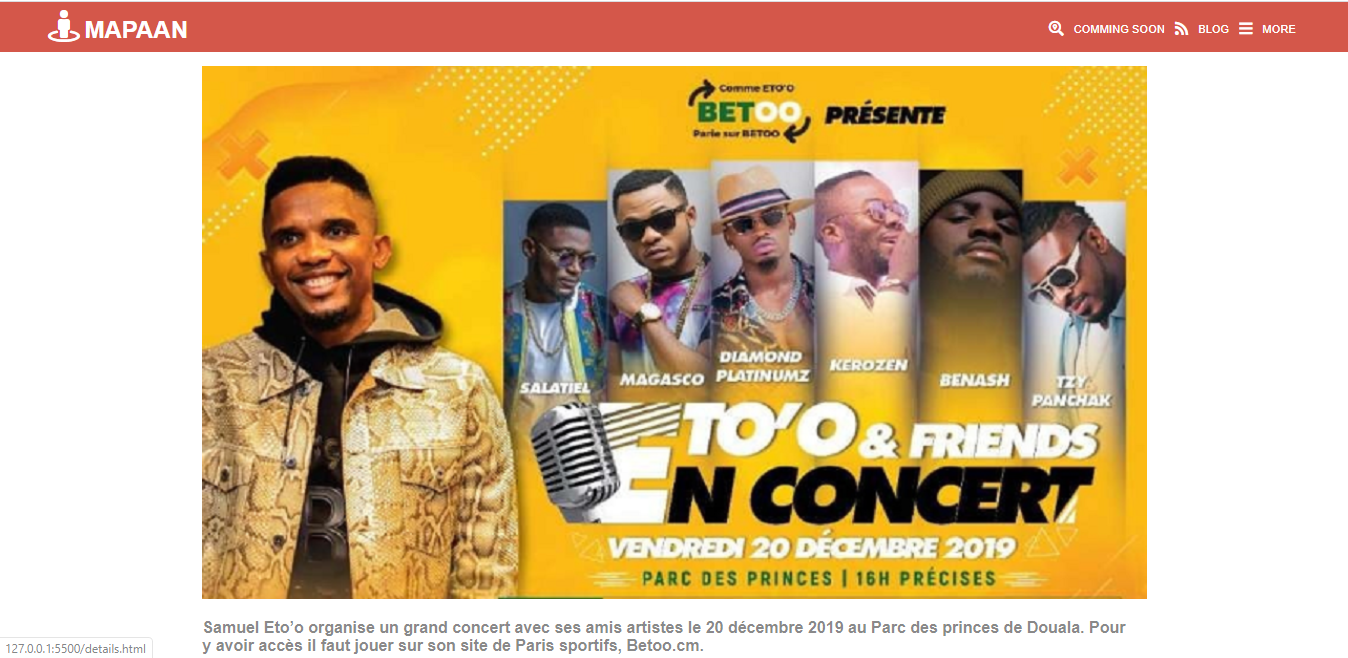 MAPAAN
COMMING SOON BLOG MORE
Comme ETO'O
BETOO
Parie sur BETOO
PRÉSENTE
SALATIEL
MAGASCO
DIAMOND
PLATINUMZ
KEROZEN
BENASH
TZY
PANCHAK
ETO'O & FRIENDS
EN CONCERT
VENDREDI 20 DÉCEMBRE 2019
PARC DES PRINCES | 16H PRÉCISES
Samuel Eto’o organise un grand concert avec ses amis artistes le 20 décembre 2019 au Parc des princes de Douala. Pour
y avoir accès il faut jouer sur son site de Paris sportifs, Betoo.cm.
127.0.0.1:5500/details.html